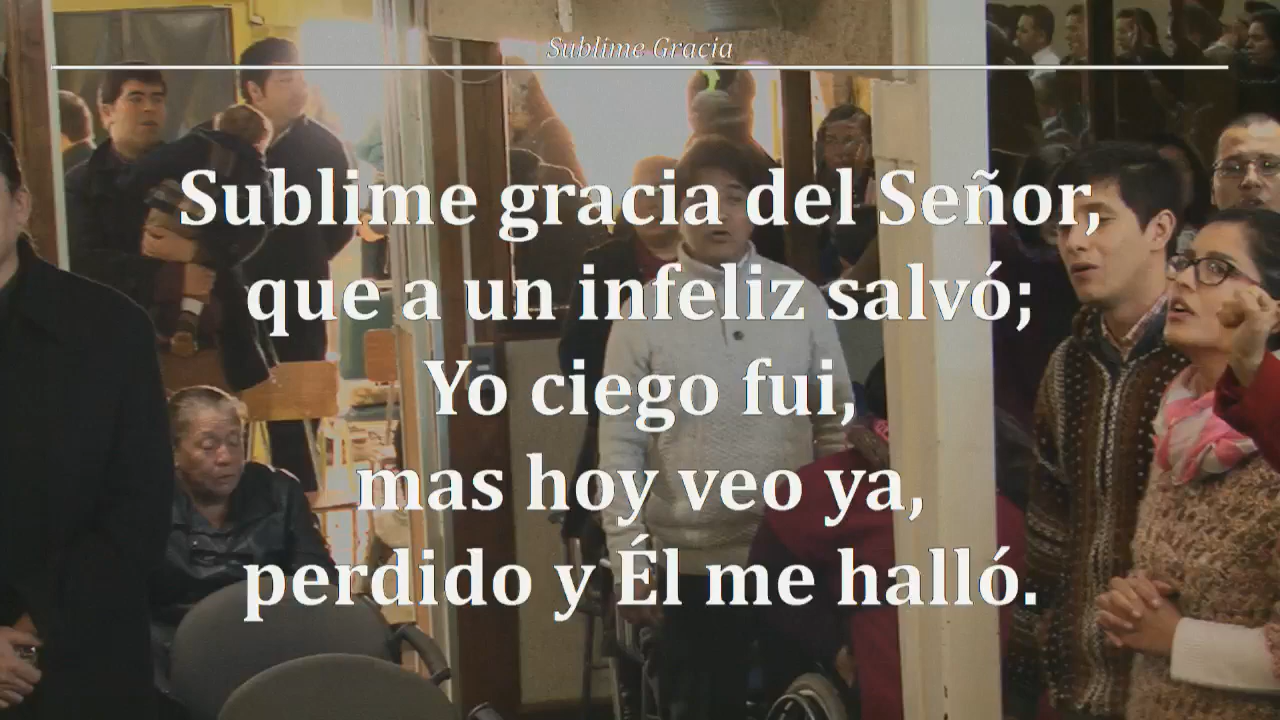 Sublime Gracia
Sublime gracia del Señor,
que a un infeliz salvó;
Yo ciego fui,
mas hoy veo ya,
perdido y Él me halló.